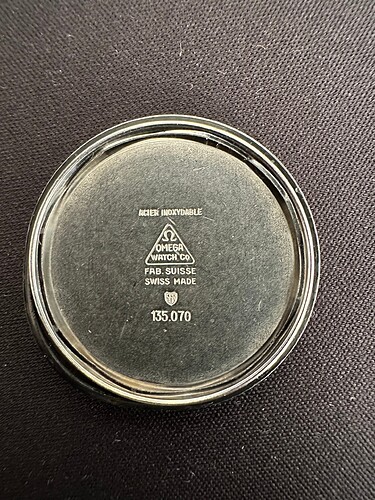 ACIER INOXYDABLE
Ω
OMEGA
WATCH Co
FAB. SUISSE
SWISS MADE
135.070